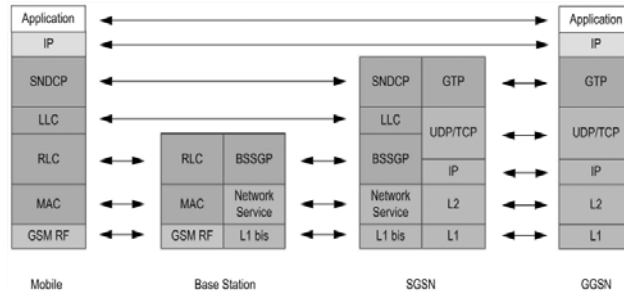 Application
IP
SNDCP
LLC
RLC
MAC
GSM RF
Mobile
RLC
BSSGP
MAC
Network
Service
GSM RF
L1 bis
Base Station
SNDCP
GTP
LLC
UDP/TCP
BSSGP
IP
Network
Service
L2
L1 bis
L1
SGSN
Application
IP
GTP
UDP/TCP
IP
L2
L1
GGSN